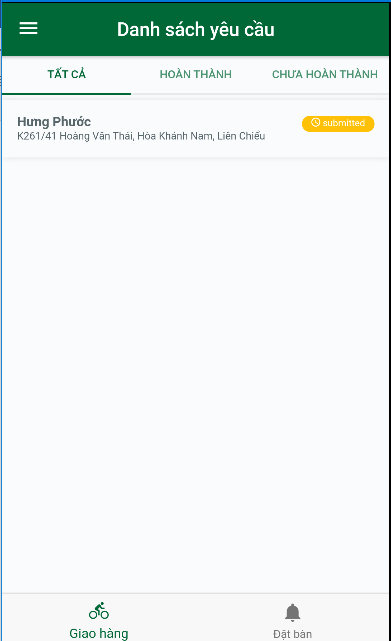 Danh sách yêu cầu
TẤT CẢ HOÀN THÀNH CHƯA HOÀN THÀNH
Hưng Phước submitted
K261/41 Hoàng Văn Thái, Hòa Khánh Nam, Liên Chiểu
Giao hàng Đặt bàn